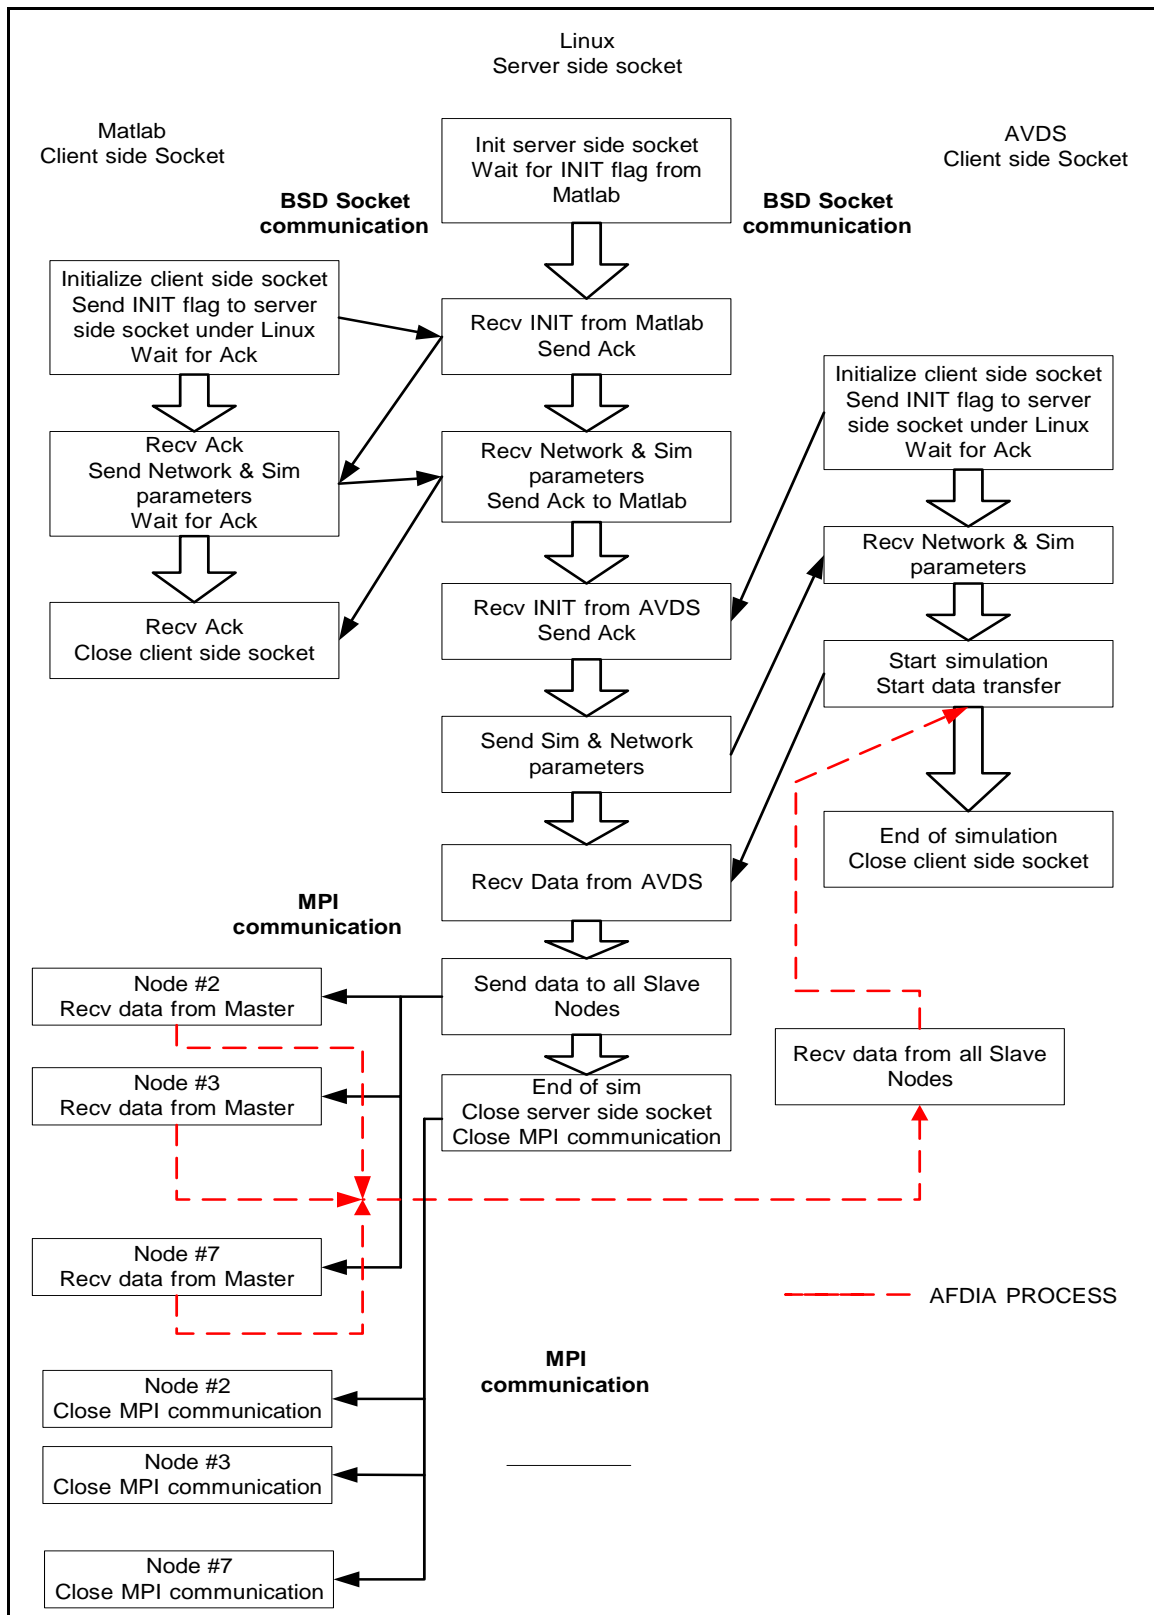 Linux
Server side socket
Matlab
Client side Socket
AVDS
Client side Socket
Init server side socket
Wait for INIT flag from
Matlab
BSD Socket
communication
BSD Socket
communication
Initialize client side socket
Send INIT flag to server
side socket under Linux
Wait for Ack
Recv INIT from Matlab
Send Ack
Initialize client side socket
Send INIT flag to server
side socket under Linux
Wait for Ack
Recv Ack
Send Network & Sim
parameters
Wait for Ack
Recv Network & Sim
parameters
Send Ack to Matlab
Recv Network & Sim
parameters
Recv Ack
Close client side socket
Recv INIT from AVDS
Send Ack
Start simulation
Start data transfer
Send Sim & Network
parameters
End of simulation
Close client side socket
Recv Data from AVDS
MPI
communication
Node #2
Recv data from Master
Send data to all Slave
Nodes
Recv data from all Slave
Nodes
Node #3
Recv data from Master
End of sim
Close server side socket
Close MPI communication
Node #7
Recv data from Master
AFDIA PROCESS
MPI
communication
Node #2
Close MPI communication
Node #3
Close MPI communication
Node #7
Close MPI communication